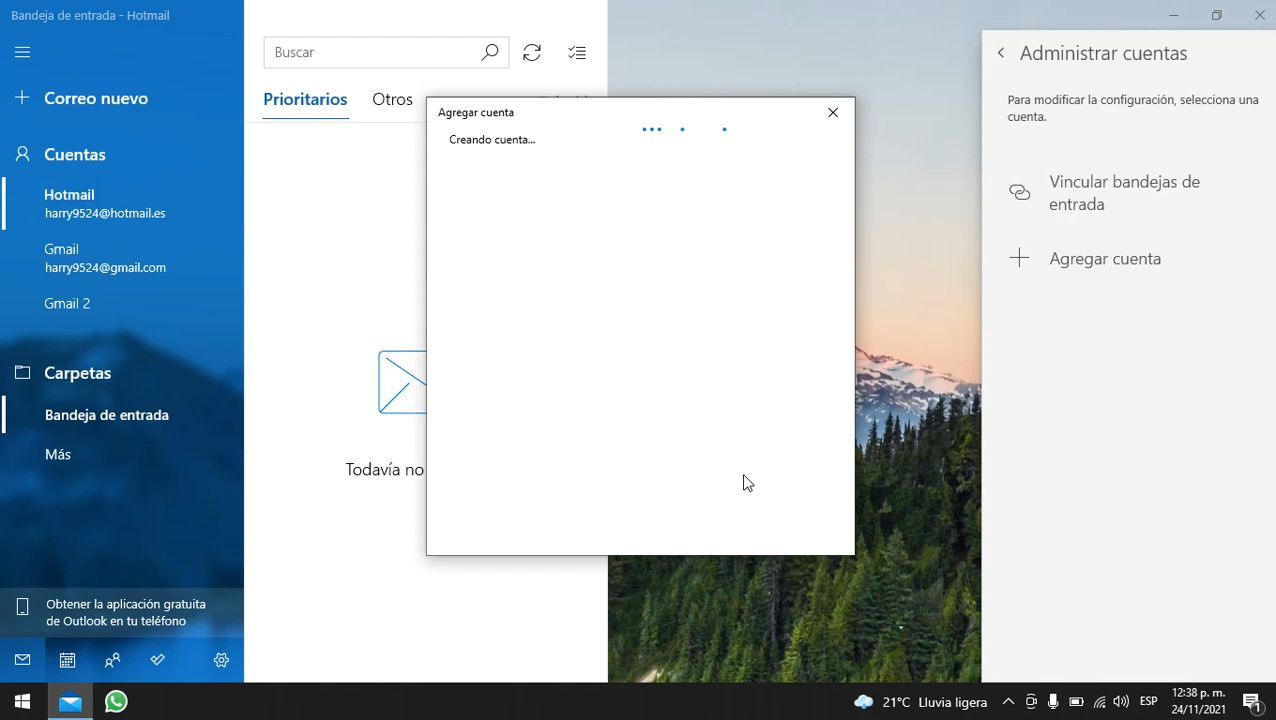 Bandeja de entrada - Hotmail
Correo nuevo
Cuentas
Hotmail
harry9524@hotmail.es
Gmail
harry9524@gmail.com
Gmail 2
Carpetas
Bandeja de entrada
Más
Obtener la aplicación gratuita
de Outlook en tu teléfono
Buscar
Prioritarios Otros
Todavía no
Agregar cuenta
Creando cuenta...
Administrar cuentas
Para modificar la configuración, selecciona una
cuenta.
Vincular bandejas de
entrada
Agregar cuenta
21°C Lluvia ligera
ESP
12:38 p. m.
24/11/2021
1